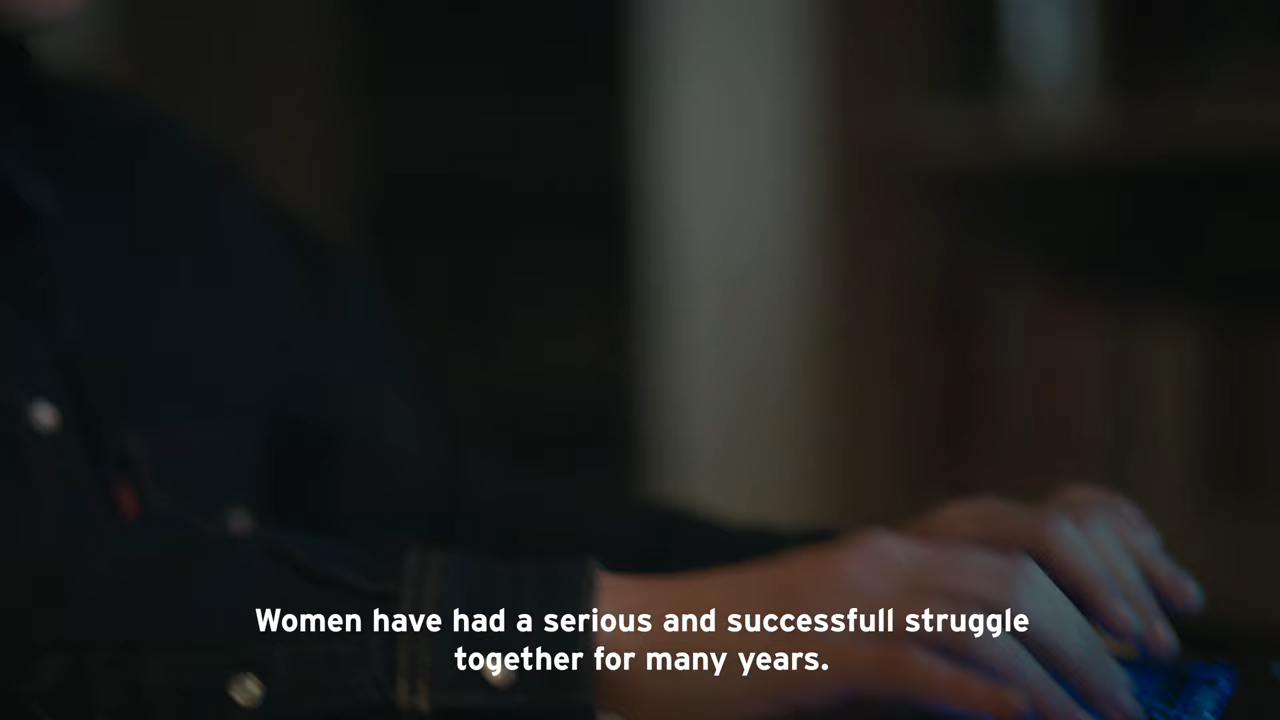 Women have had a serious and successfull struggle
together for many years.